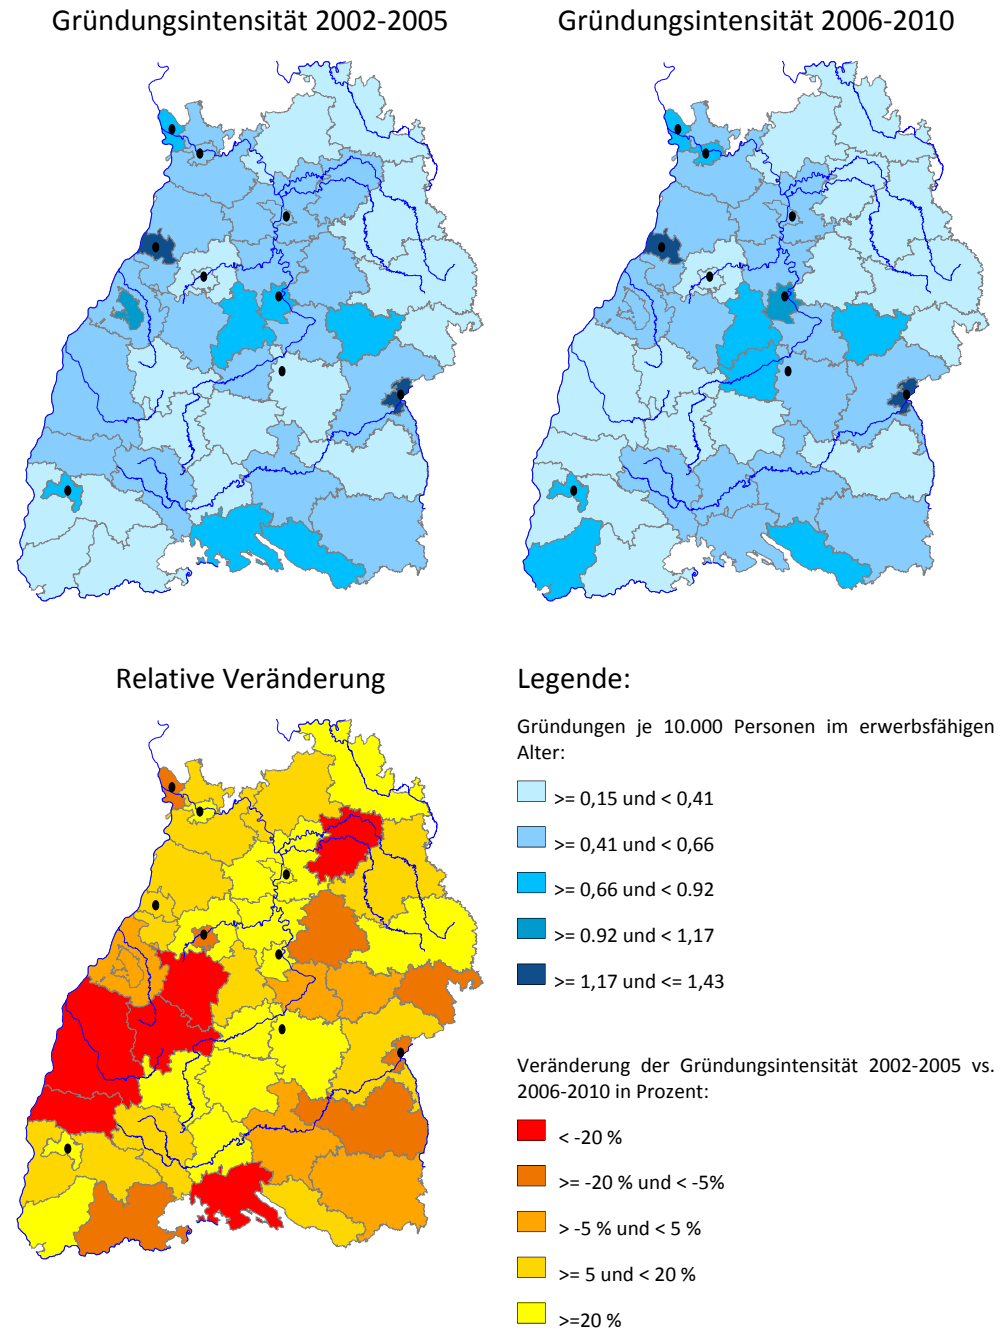 Gründungsintensität 2002-2005
Gründungsintensität 2006-2010
Relative Veränderung
Legende:
Gründungen je 10.000 Personen im erwerbsfähigen
Alter:
>= 0,15 und < 0,41
>= 0,41 und < 0,66
>= 0,66 und < 0.92
>= 0.92 und < 1,17
>= 1,17 und <= 1,43
Veränderung der Gründungsintensität 2002-2005 vs.
2006-2010 in Prozent:
< -20 %
>= -20 % und < -5%
> -5 % und < 5 %
>= 5 und < 20 %
>=20 %